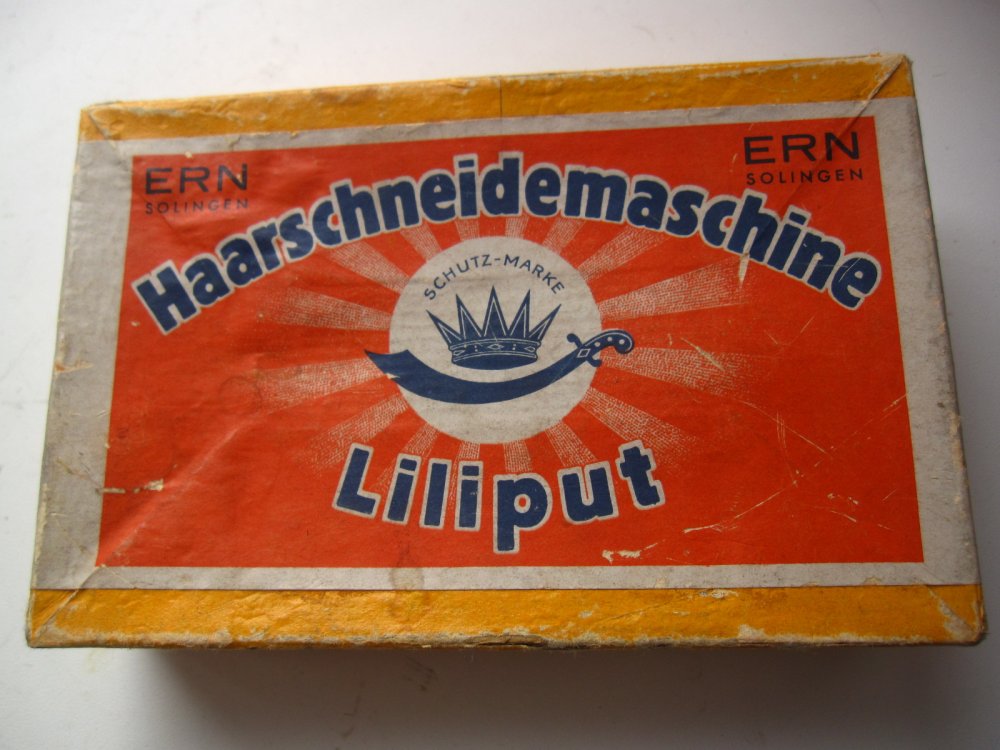 ERN
SOLINGEN
ERN
SOLINGEN
Haarschneidemaschine
SCHUTZ-MARKE
Liliput